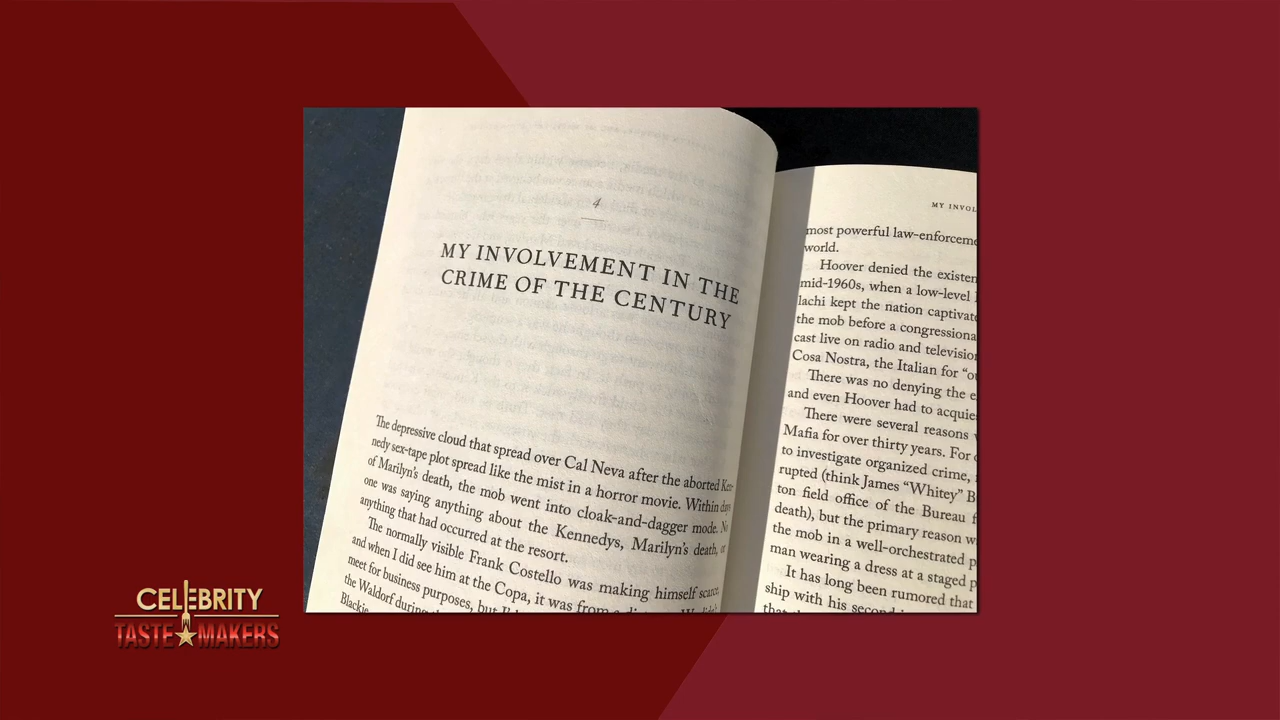 4
MY INVOLVEMENT IN THE
CRIME OF THE CENTURY
The depressive cloud that spread over Cal Neva after the aborted Ken-
nedy sex-tape plot spread like the mist in a horror movie. Within days
of Marilyn's death, the mob went into cloak-and-dagger mode. No
one was saying anything about the Kennedys, Marilyn's death, or
anything that had occurred at the resort.
The normally visible Frank Costello was making himself scarce,
and when I did see him at the Copa, it was from a
meet for business purposes, but
the Waldorf during
Blackie
MY INVOL
most powerful law-enforceme
world.
Hoover denied the existen
mid-1960s, when a low-level
lachi kept the nation captivate
the mob before a congressiona
cast live on radio and televisio
Cosa Nostra, the Italian for "ou
There was no denying the e
and even Hoover had to acquie
There were several reasons
Mafia for over thirty years. For
to investigate organized crime,
rupted (think James "Whitey" B
ton field office of the Bureau f
death), but the primary reason w
the mob in a well-orchestrated p
man wearing a dress at a staged p
It has long been rumored that
ship with his second
that
CELEBRITY
TASTE MAKERS